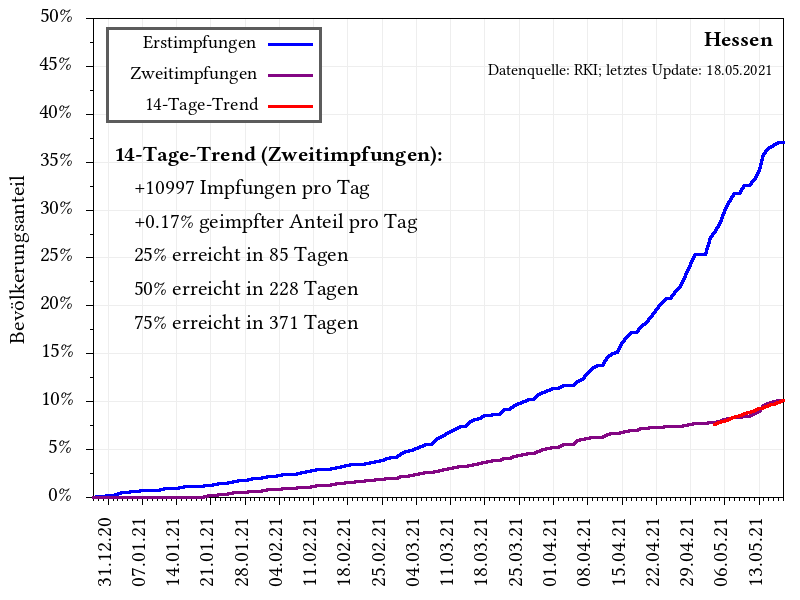 50%
45%
40%
35%
30%
25%
20%
15%
10%
5%
0%
Bevölkerungsanteil
Erstimpfungen
Zweitimpfungen
14-Tage-Trend
Hessen
Datenquelle: RKI; letztes Update: 18.05.2021
14-Tage-Trend (Zweitimpfungen):
+10997 Impfungen pro Tag
+0.17% geimpfter Anteil pro Tag
25% erreicht in 85 Tagen
50% erreicht in 228 Tagen
75% erreicht in 371 Tagen
31.12.20
07.01.21
14.01.21
21.01.21
28.01.21
04.02.21
11.02.21
18.02.21
25.02.21
04.03.21
11.03.21
18.03.21
25.03.21
01.04.21
08.04.21
15.04.21
22.04.21
29.04.21
06.05.21
13.05.21